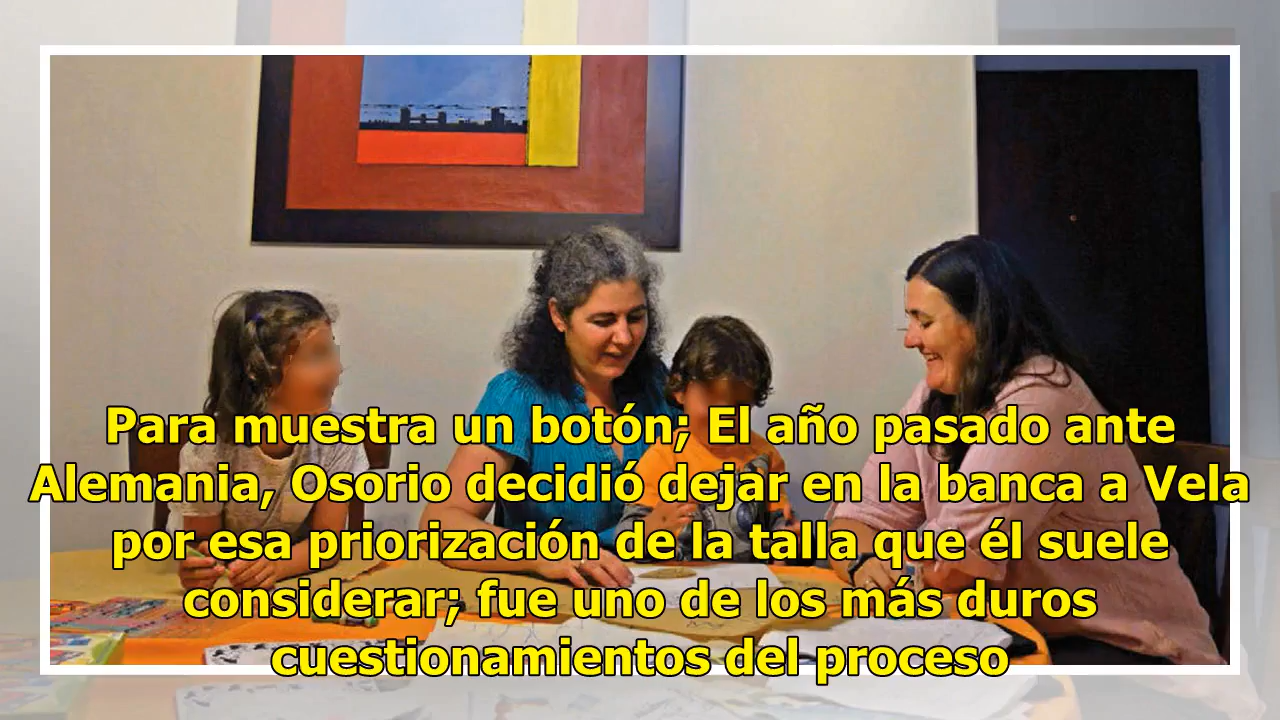 Para muestra un botón; El año pasado ante
Alemania, Osorio decidió dejar en la banca a Vela
por esa priorización de la talla que él suele
considerar; fue uno de los más duros
cuestionamientos del proceso